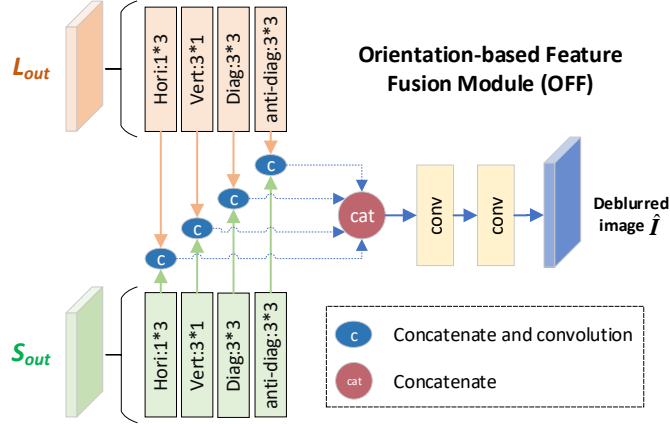 L_out
Hori:1*3
Vert:3*1
Diag:3*3
anti-diag:3*3
Orientation-based Feature
Fusion Module (OFF)
c
c
c
c
cat
conv
conv
Deblurred
image Î
S_out
Hori:1*3
Vert:3*1
Diag:3*3
anti-diag:3*3
c Concatenate and convolution
cat Concatenate